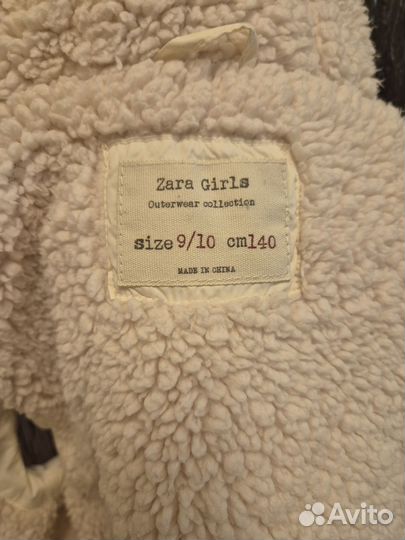 Zara Girls
Outerwear collection
size 9/10 cm140
MADE IN CHINA
Avito